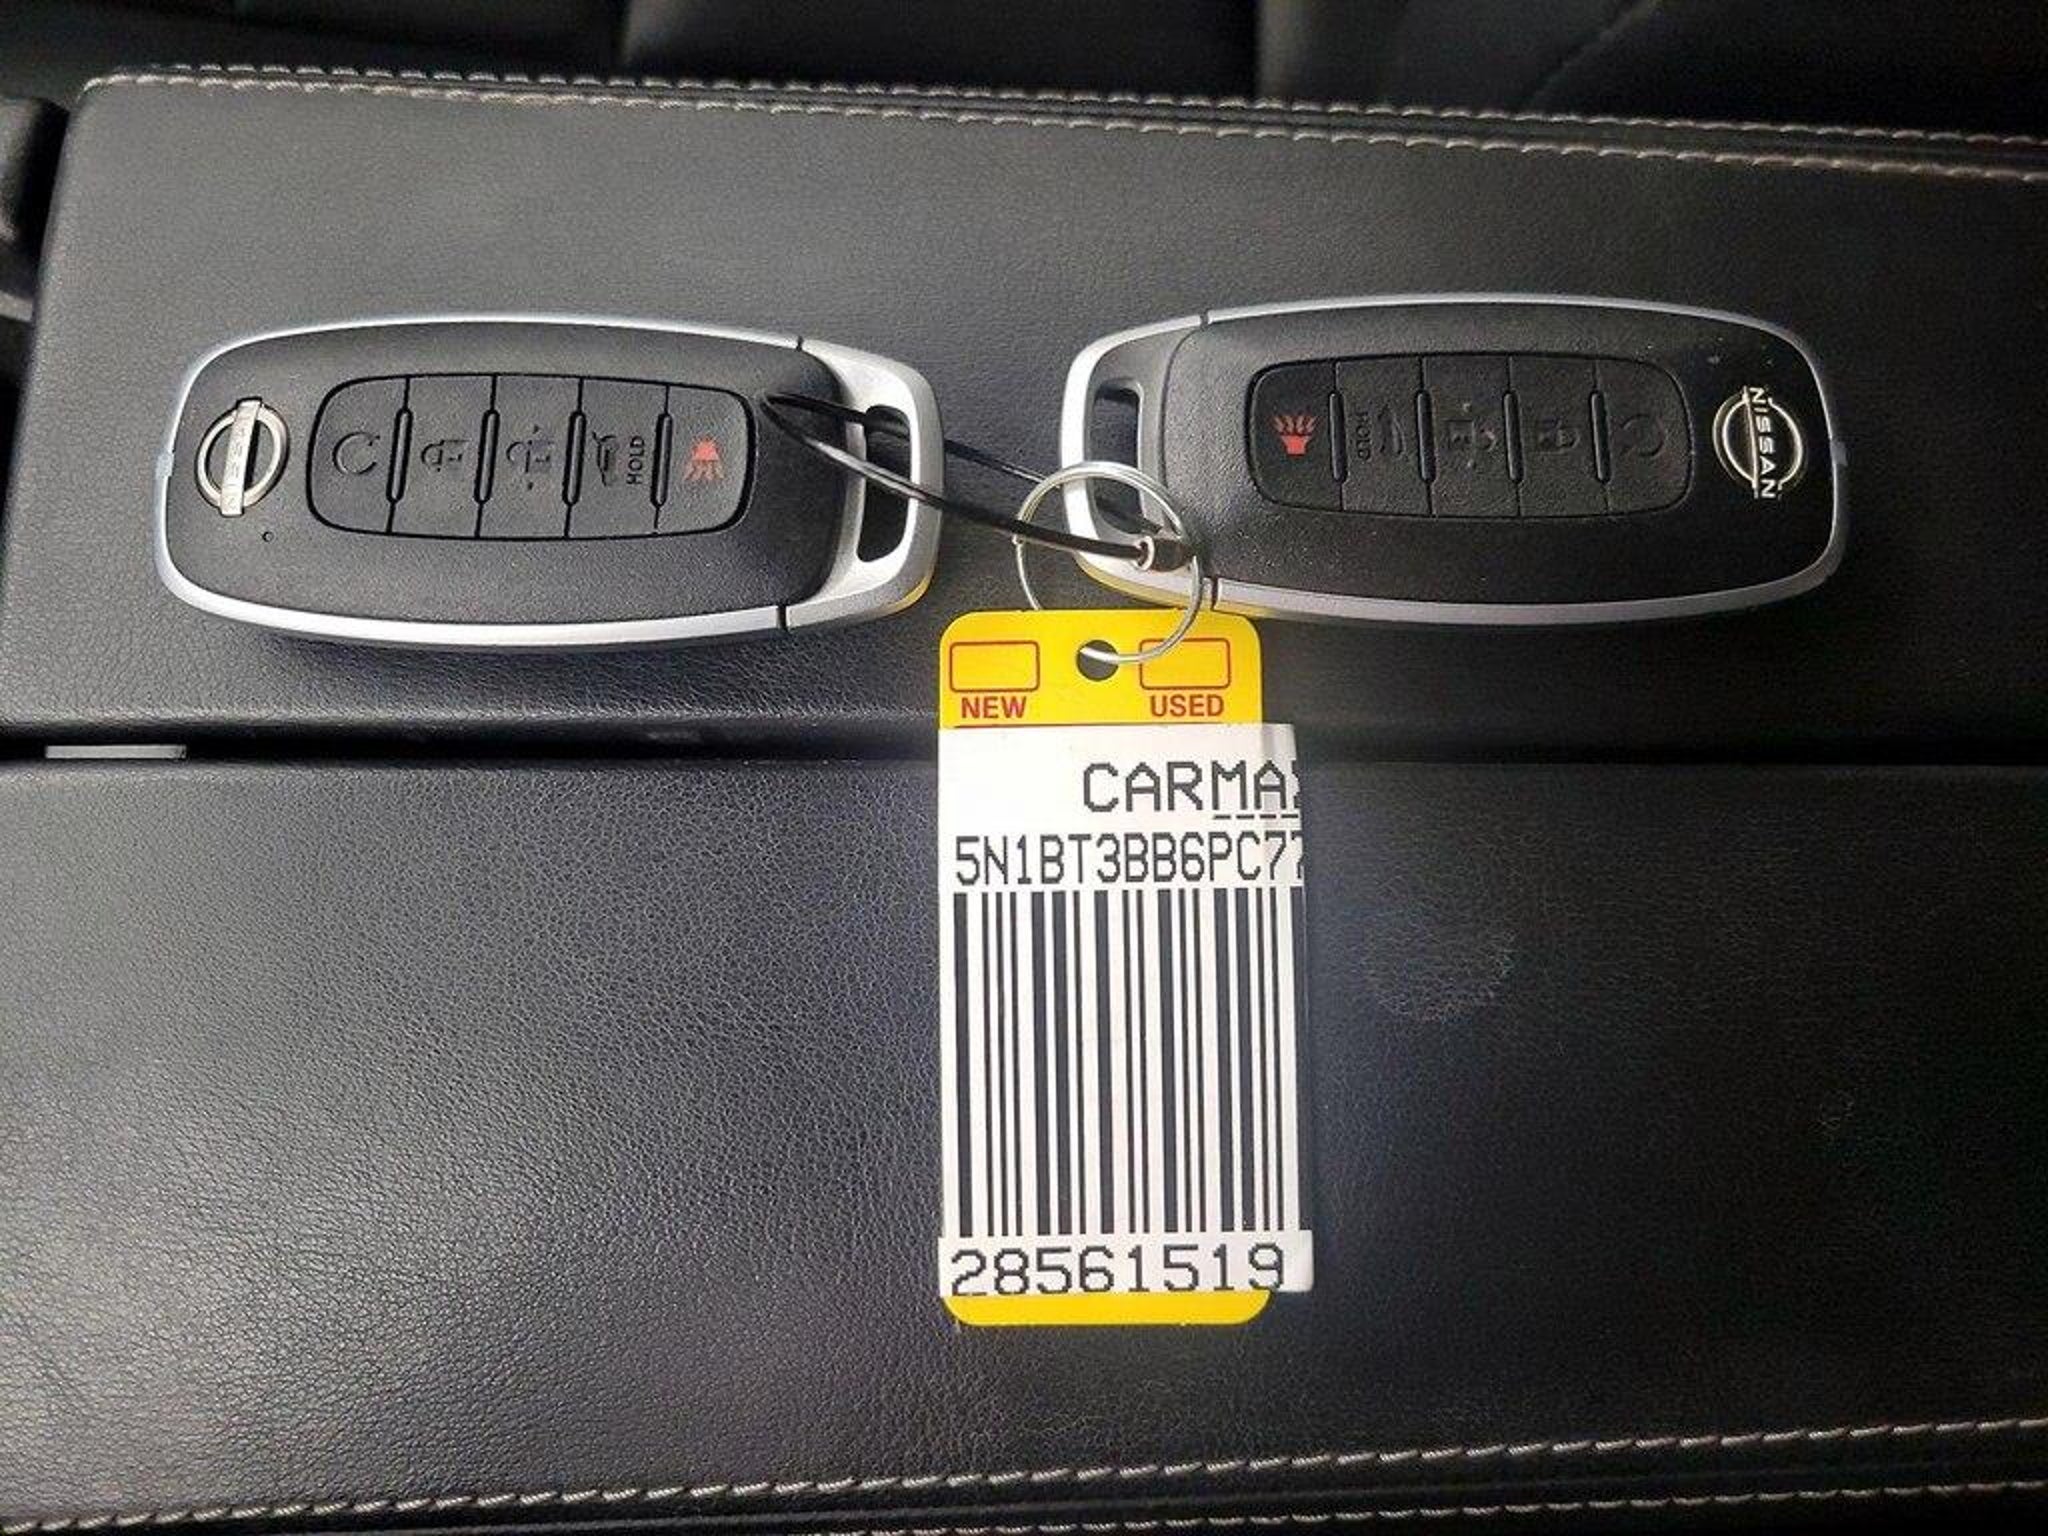 NISSAN
HOLD
HOLD
NISSAN
NEW
USED
CARMA
5N1BT3BB6PC77
28561519